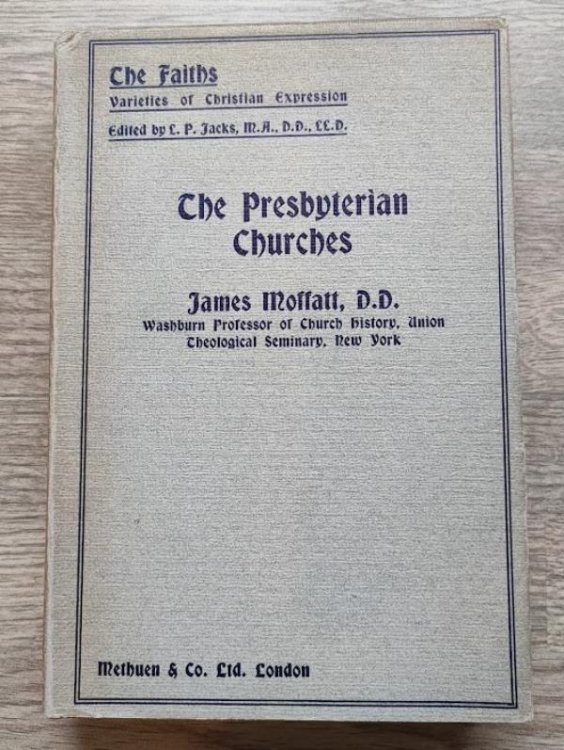 The Faiths
Varieties of Christian Expression
Edited by L. P. Jacks, M.A., D.D., LL.D.
The Presbyterian
Churches
James Moffatt, D.D.
Washburn Professor of Church History, Union
Theological Seminary, New York
Methuen & Co. Ltd. London